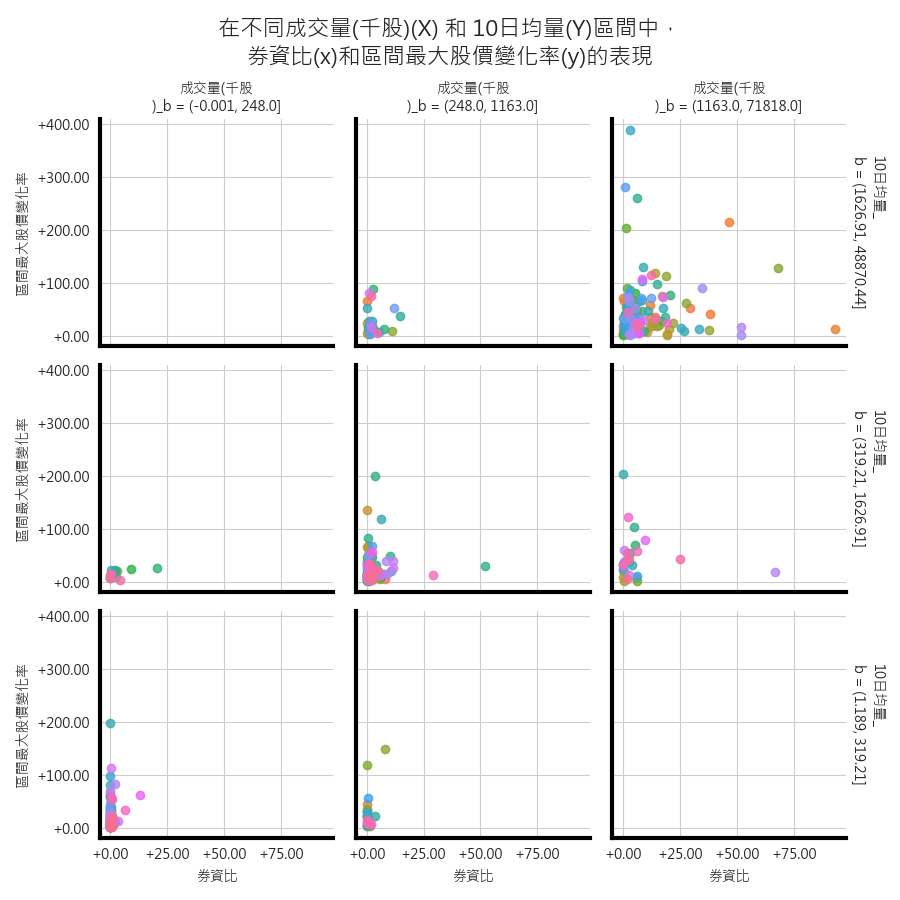 在不同成交量(千股)(X) 和 10日均量(Y)區間中，
券資比(x)和區間最大股價變化率(y)的表現
成交量(千股
)_b = (-0.001, 248.0]
成交量(千股
)_b = (248.0, 1163.0]
成交量(千股
)_b = (1163.0, 71818.0]
+400.00
+300.00
+200.00
+100.00
+0.00
區間最大股價變化率
10日均量_
b = (1626.91, 48870.44]
+400.00
+300.00
+200.00
+100.00
+0.00
區間最大股價變化率
10日均量_
b = (319.21, 1626.91]
+400.00
+300.00
+200.00
+100.00
+0.00
區間最大股價變化率
10日均量_
b = (1.189, 319.21]
+0.00 +25.00 +50.00 +75.00
+0.00 +25.00 +50.00 +75.00
+0.00 +25.00 +50.00 +75.00
券資比
券資比
券資比